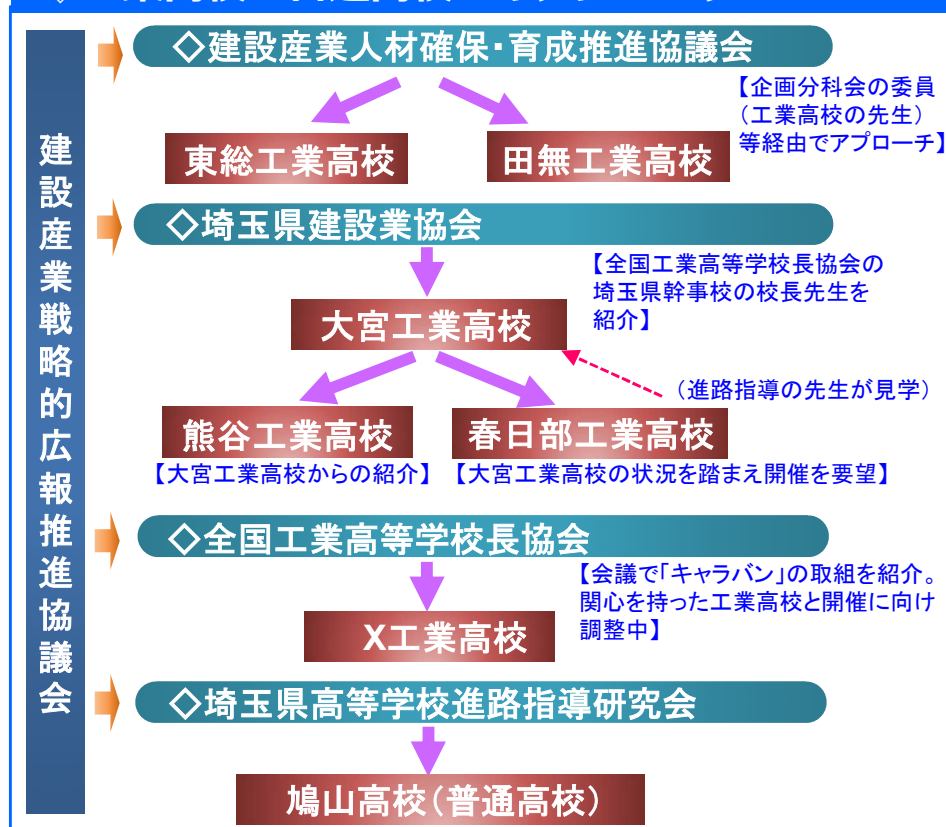 建設産業戦略的広報推進協議会
◇建設産業人材確保・育成推進協議会
【企画分科会の委員
（工業高校の先生）
等経由でアプローチ】
東総工業高校
田無工業高校
◇埼玉県建設業協会
【全国工業高等学校長協会の
埼玉県幹事校の校長先生を
紹介】
大宮工業高校
（進路指導の先生が見学）
熊谷工業高校
春日部工業高校
【大宮工業高校からの紹介】
【大宮工業高校の状況を踏まえ開催を要望】
◇全国工業高等学校長協会
【会議で「キャラバン」の取組を紹介。
関心を持った工業高校と開催に向け
調整中】
X工業高校
◇埼玉県高等学校進路指導研究会
鳩山高校（普通高校）